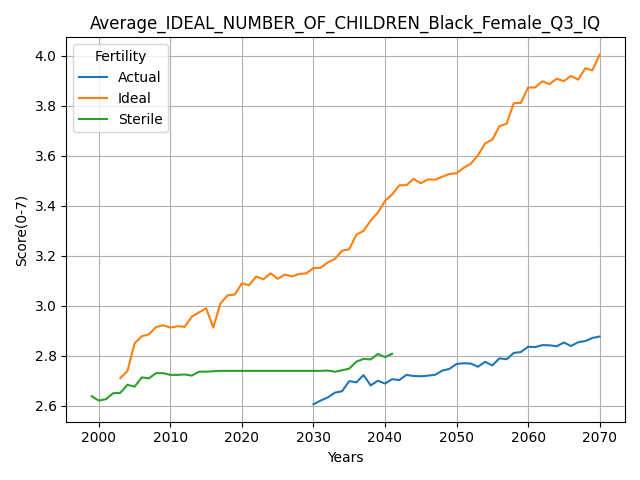 Average_IDEAL_NUMBER_OF_CHILDREN_Black_Female_Q3_IQ
Fertility
Actual
Ideal
Sterile
Score(0-7)
4.0
3.8
3.6
3.4
3.2
3.0
2.8
2.6
2000 2010 2020 2030 2040 2050 2060 2070
Years